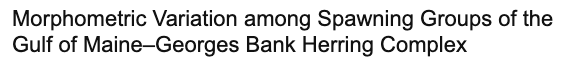 Morphometric Variation among Spawning Groups of the
Gulf of Maine–Georges Bank Herring Complex